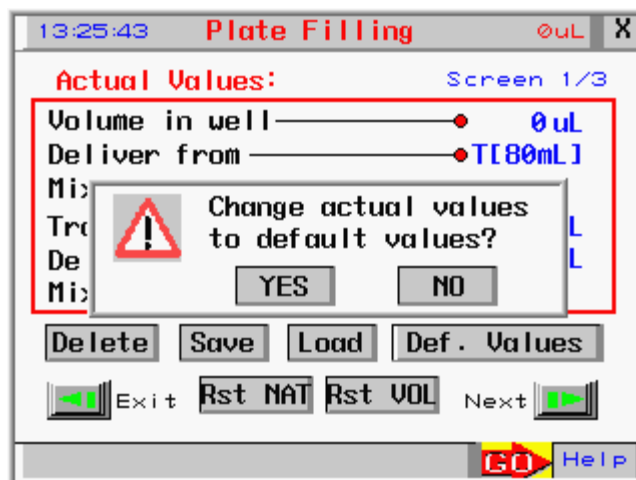 13:25:43 Plate Filling 0uL X
Actual Values: Screen 1/3
Volume in well 0uL
Deliver from T[80mL]
Change actual values
to default values?
YES NO
Delete Save Load Def. Values
Exit Rst NAT Rst VOL Next
GO Help